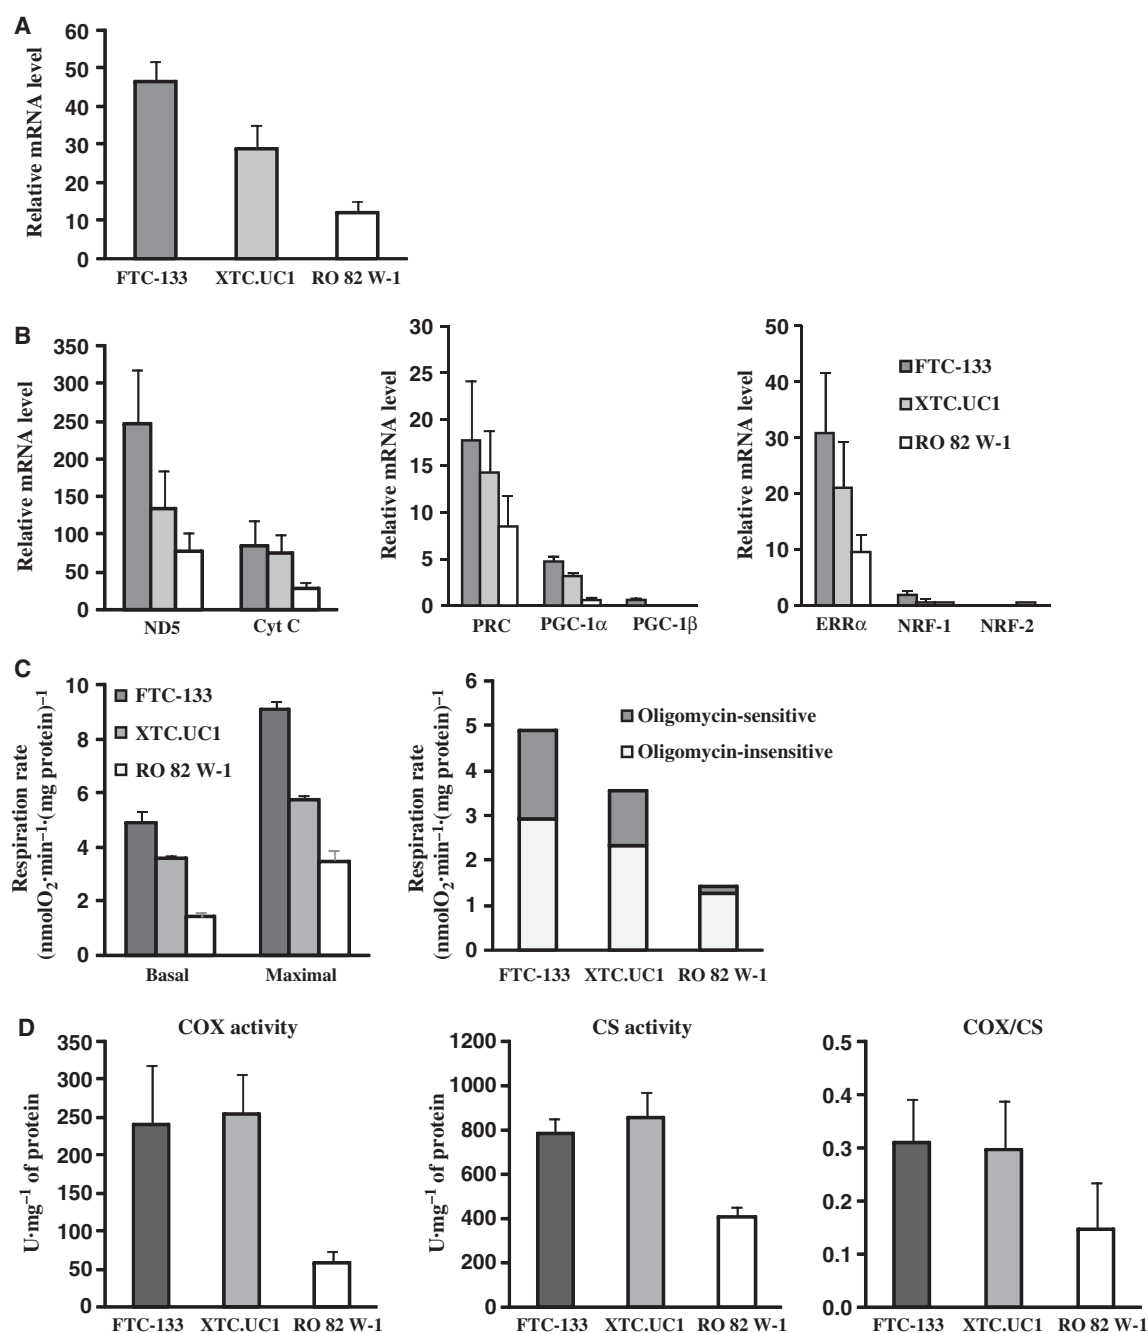 A
Relative mRNA level
60
50
40
30
20
10
0
FTC-133 XTC.UC1 RO 82 W-1
B
Relative mRNA level
350
300
250
200
150
100
50
0
ND5 Cyt C
Relative mRNA level
30
25
20
15
10
5
0
PRC PGC-1α PGC-1β
Relative mRNA level
50
40
30
20
10
0
ERRα NRF-1 NRF-2
FTC-133
XTC.UC1
RO 82 W-1
C
Respiration rate
(nmolO₂·min⁻¹·(mg protein)⁻¹
10
8
6
4
2
0
Basal Maximal
FTC-133
XTC.UC1
RO 82 W-1
Respiration rate
(nmolO₂·min⁻¹·(mg protein)⁻¹
6
5
4
3
2
1
0
FTC-133 XTC.UC1 RO 82 W-1
Oligomycin-sensitive
Oligomycin-insensitive
D
COX activity
U·mg⁻¹ of protein
350
300
250
200
150
100
50
0
FTC-133 XTC.UC1 RO 82 W-1
CS activity
U·mg⁻¹ of protein
1200
1000
800
600
400
200
0
FTC-133 XTC.UC1 RO 82 W-1
COX/CS
0.5
0.4
0.3
0.2
0.1
0.0
FTC-133 XTC.UC1 RO 82 W-1